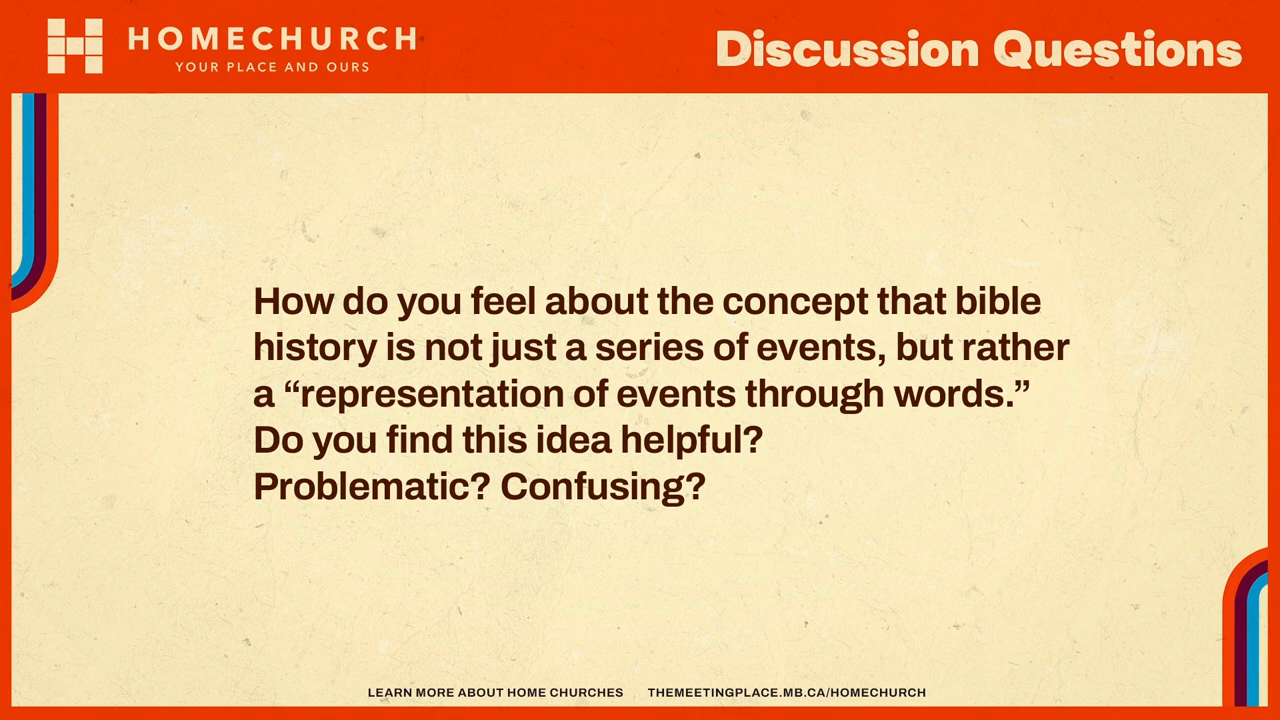 HOMECHURCH
YOUR PLACE AND OURS
Discussion Questions
How do you feel about the concept that bible
history is not just a series of events, but rather
a “representation of events through words.”
Do you find this idea helpful?
Problematic? Confusing?
LEARN MORE ABOUT HOME CHURCHES THEMEETINGPLACE.MB.CA/HOMECHURCH